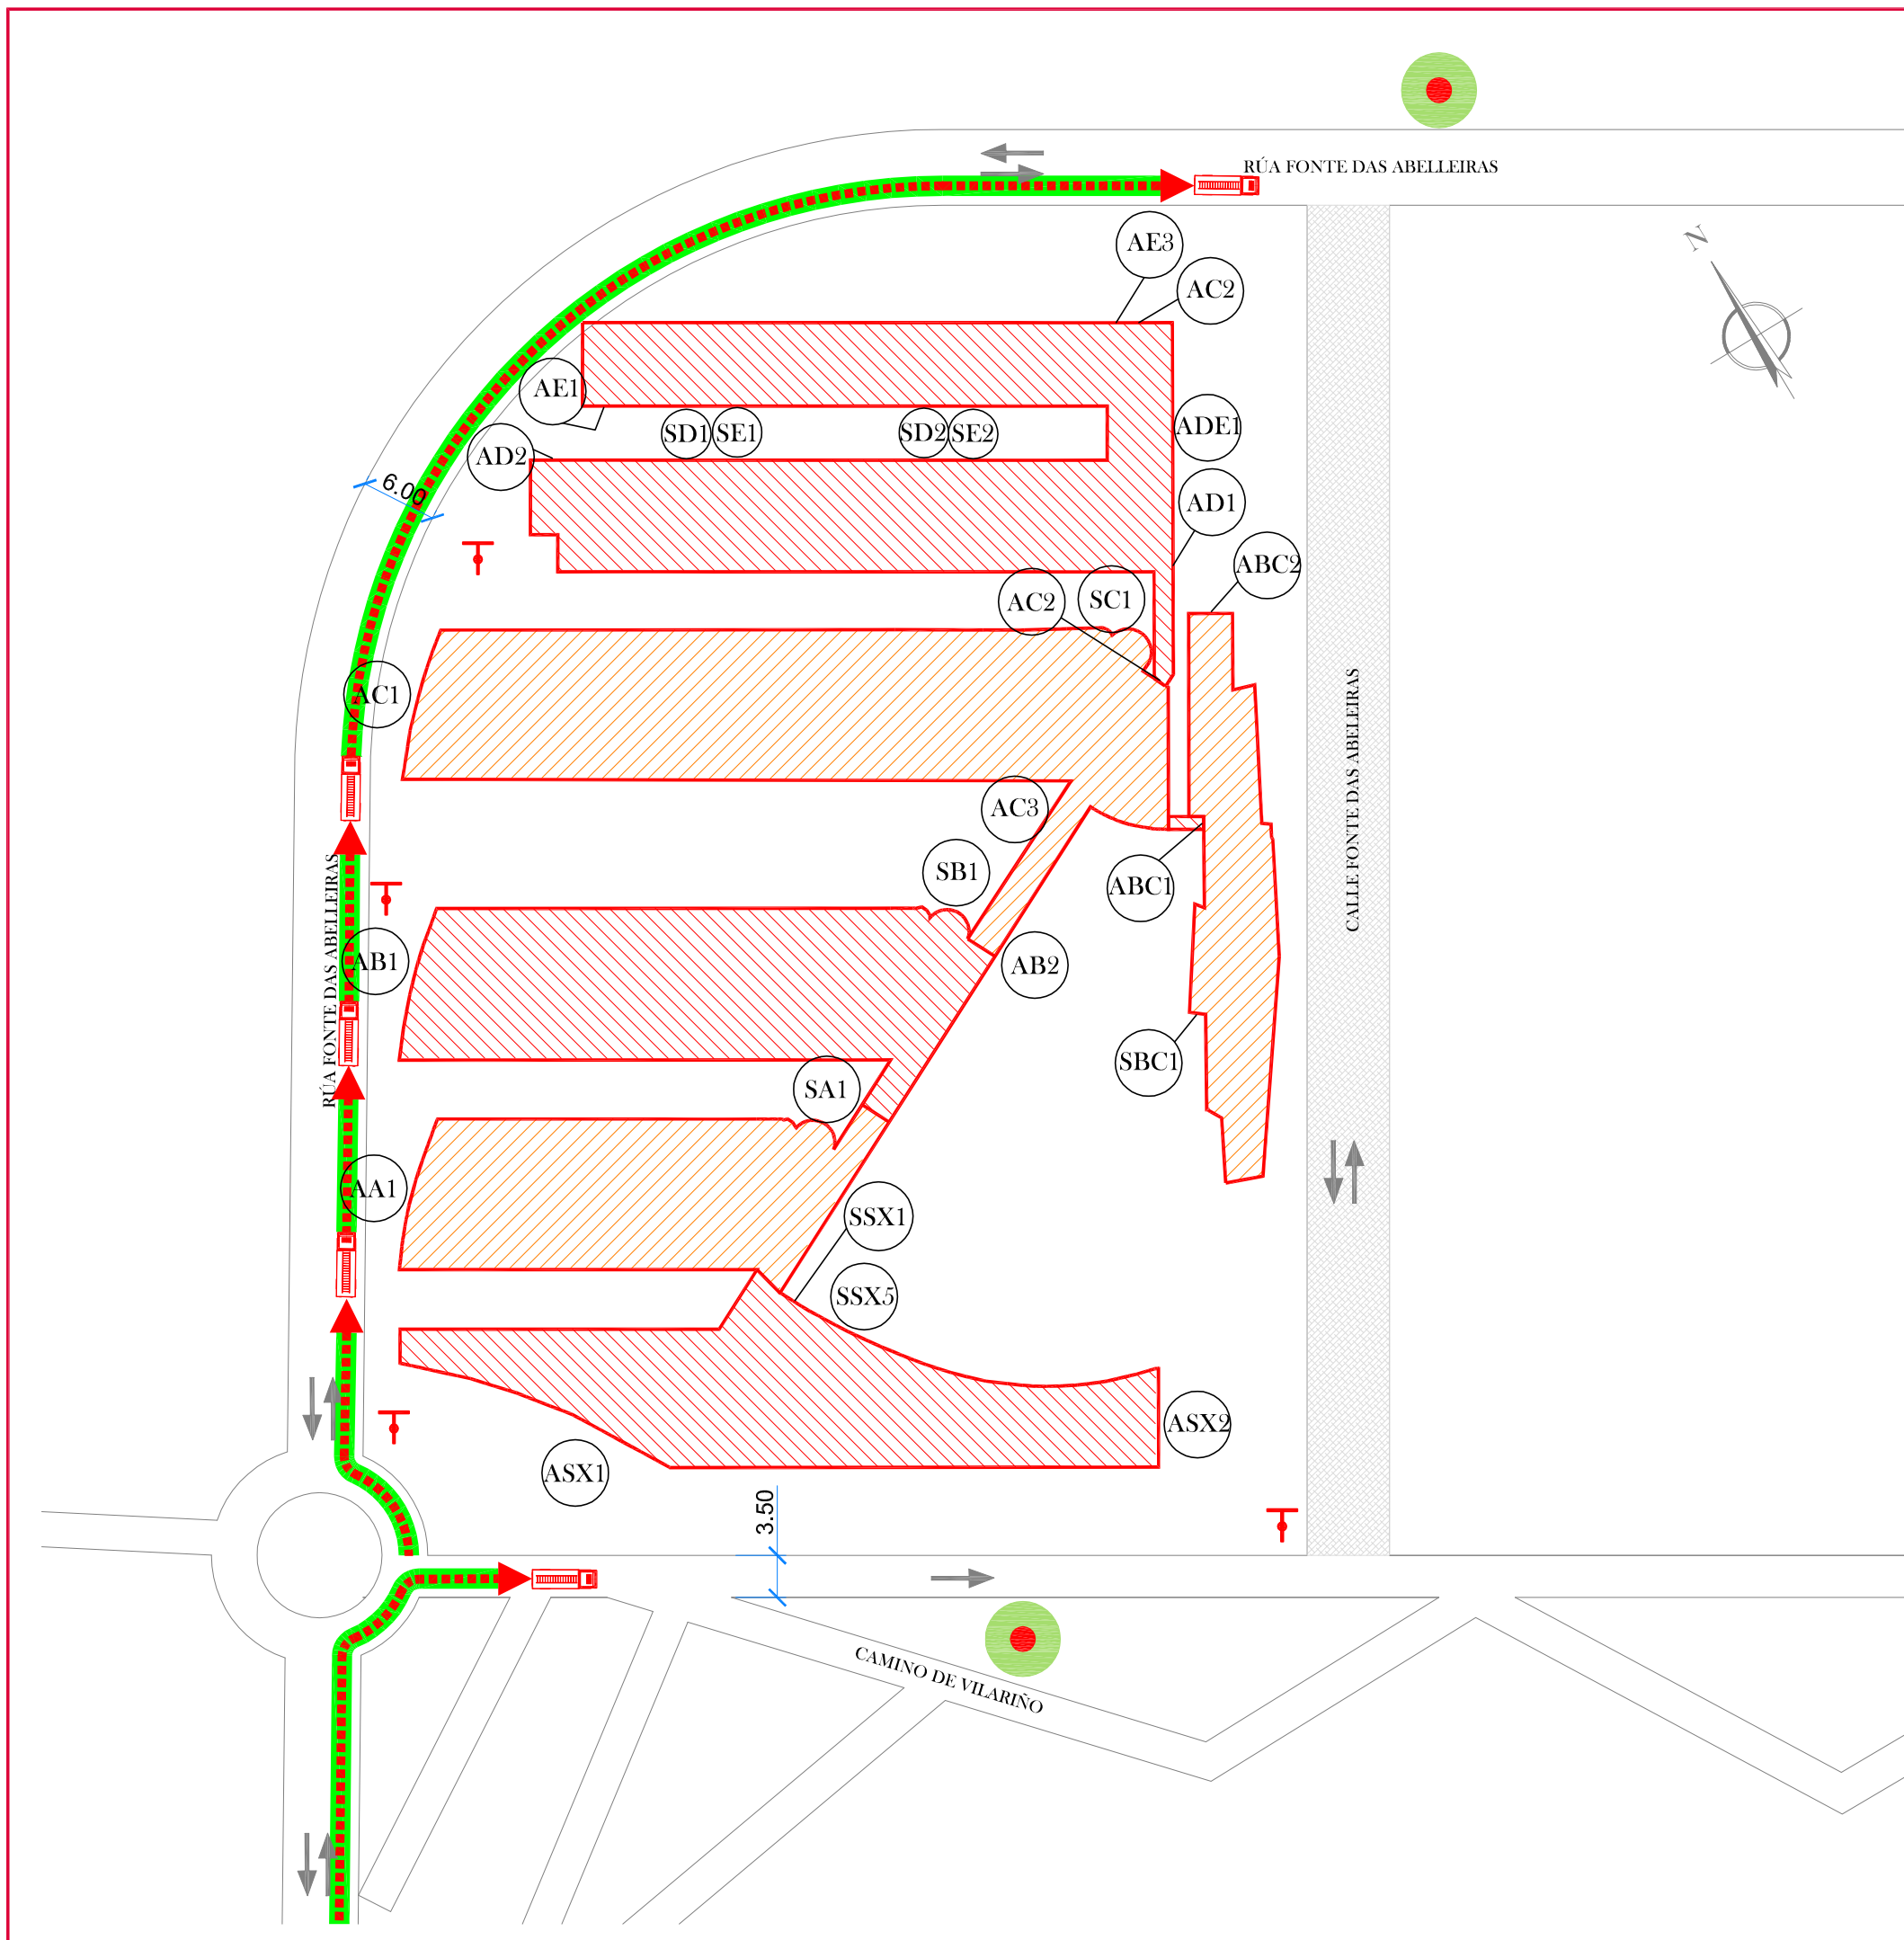 RÚA FONTE DAS ABELLEIRAS
N
AE3
AC2
AE1
SD1
SE1
SD2
SE2
ADE1
AD2
6.00
AD1
ABC2
AC2
SC1
AC1
AC3
SB1
ABC1
CALLE FONTE DAS ABELEIRAS
RÚA FONTE DAS ABELLEIRAS
AB1
AB2
SBC1
SA1
AA1
SSX1
SSX5
ASX2
ASX1
3.50
CAMINO DE VILARIÑO